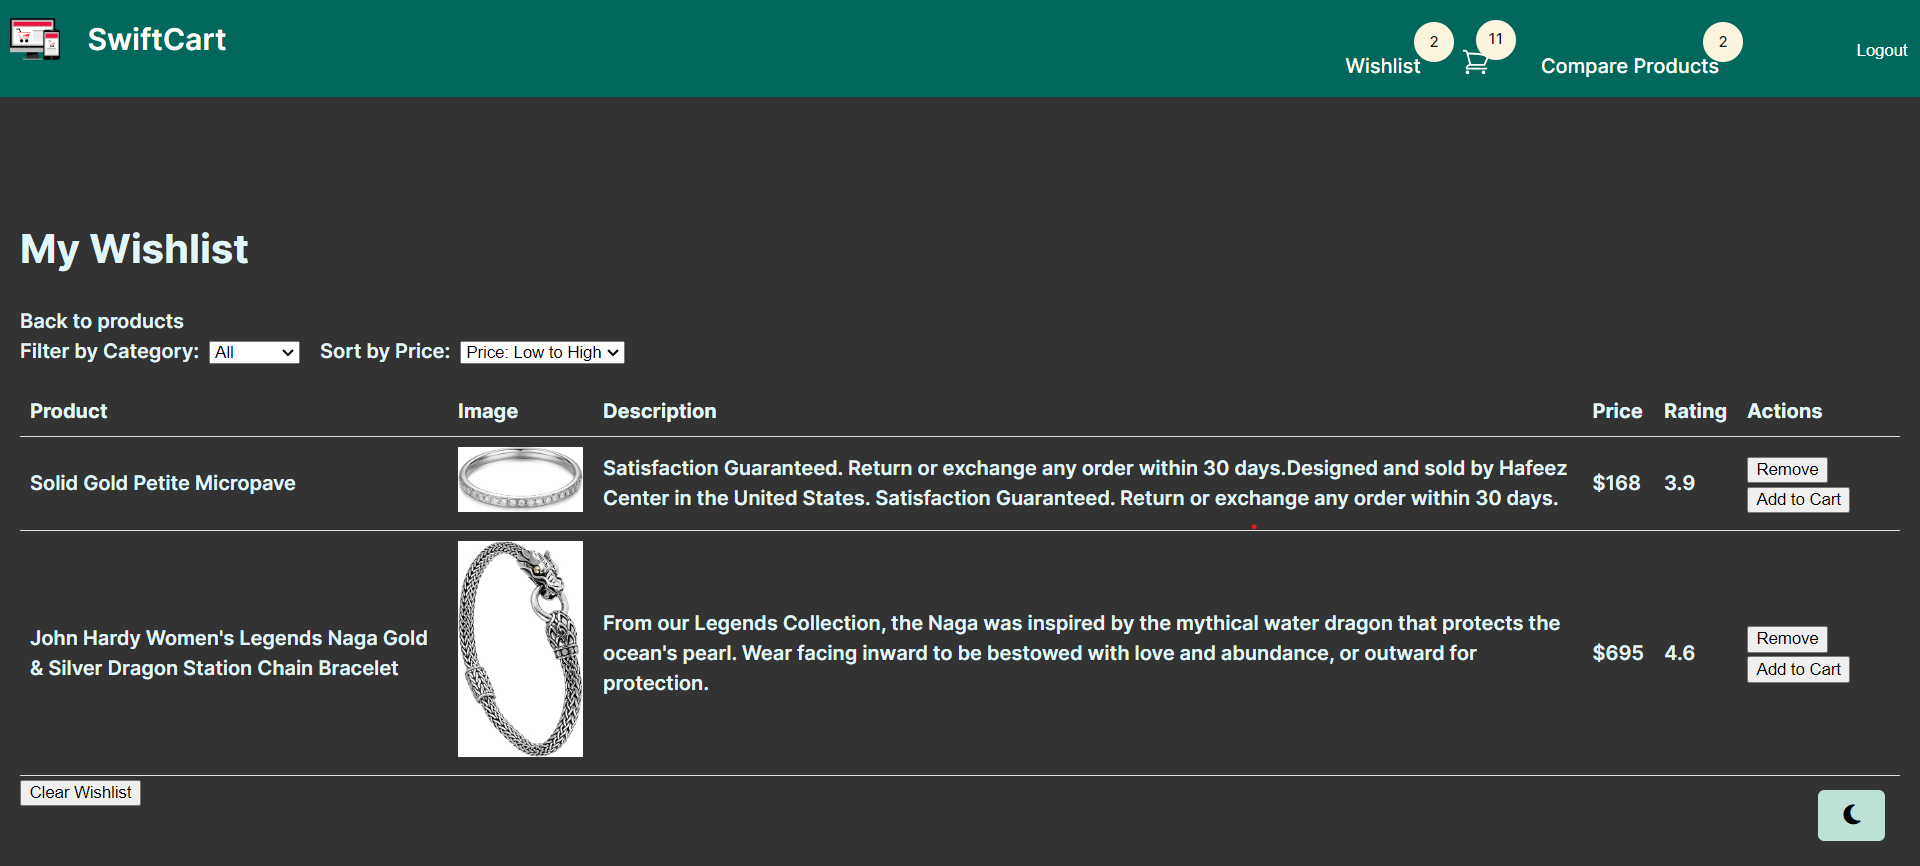 SwiftCart
Wishlist
2
11
Compare Products
2
Logout
My Wishlist
Back to products
Filter by Category: All Sort by Price: Price: Low to High
Product Image Description Price Rating Actions
Solid Gold Petite Micropave
Satisfaction Guaranteed. Return or exchange any order within 30 days.Designed and sold by Hafeez
Center in the United States. Satisfaction Guaranteed. Return or exchange any order within 30 days.
$168 3.9
Remove
Add to Cart
John Hardy Women's Legends Naga Gold
& Silver Dragon Station Chain Bracelet
From our Legends Collection, the Naga was inspired by the mythical water dragon that protects the
ocean's pearl. Wear facing inward to be bestowed with love and abundance, or outward for
protection.
$695 4.6
Remove
Add to Cart
Clear Wishlist